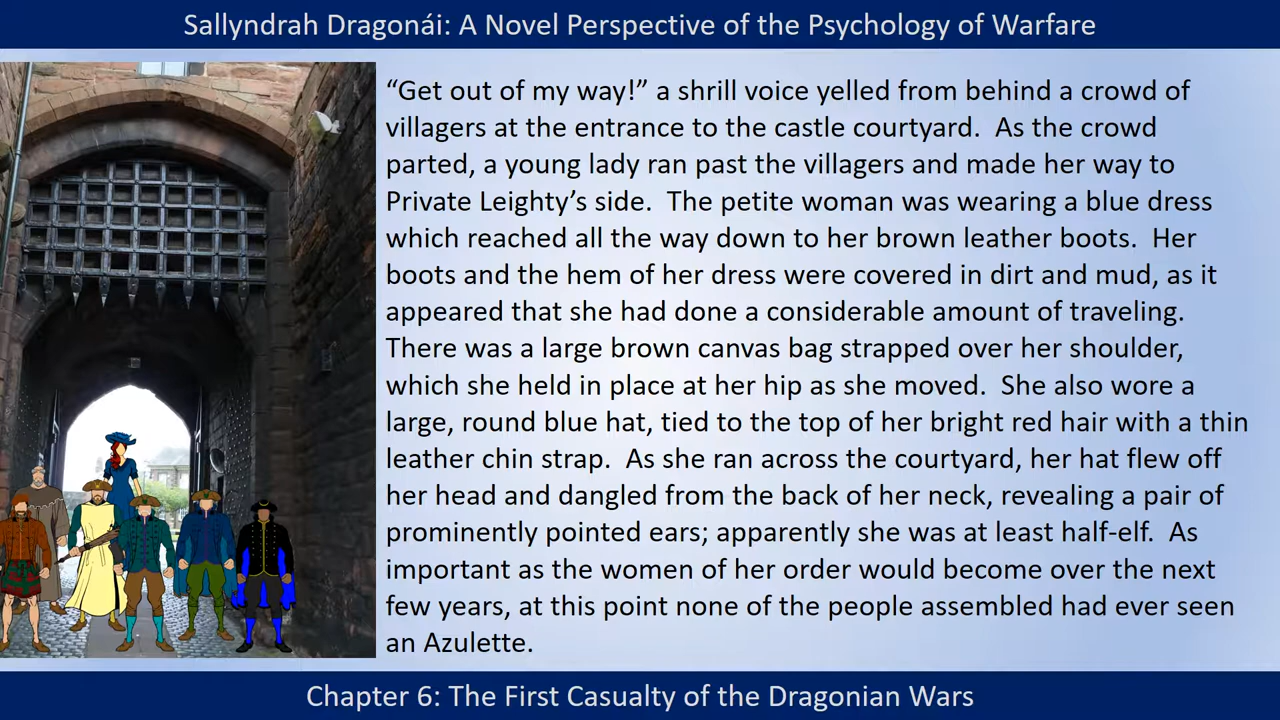 Sallyndrah Dragonái: A Novel Perspective of the Psychology of Warfare
“Get out of my way!” a shrill voice yelled from behind a crowd of
villagers at the entrance to the castle courtyard.  As the crowd
parted, a young lady ran past the villagers and made her way to
Private Leighty’s side.  The petite woman was wearing a blue dress
which reached all the way down to her brown leather boots.  Her
boots and the hem of her dress were covered in dirt and mud, as it
appeared that she had done a considerable amount of traveling.
There was a large brown canvas bag strapped over her shoulder,
which she held in place at her hip as she moved.  She also wore a
large, round blue hat, tied to the top of her bright red hair with a thin
leather chin strap.  As she ran across the courtyard, her hat flew off
her head and dangled from the back of her neck, revealing a pair of
prominently pointed ears; apparently she was at least half-elf.  As
important as the women of her order would become over the next
few years, at this point none of the people assembled had ever seen
an Azulette.
Chapter 6: The First Casualty of the Dragonian Wars